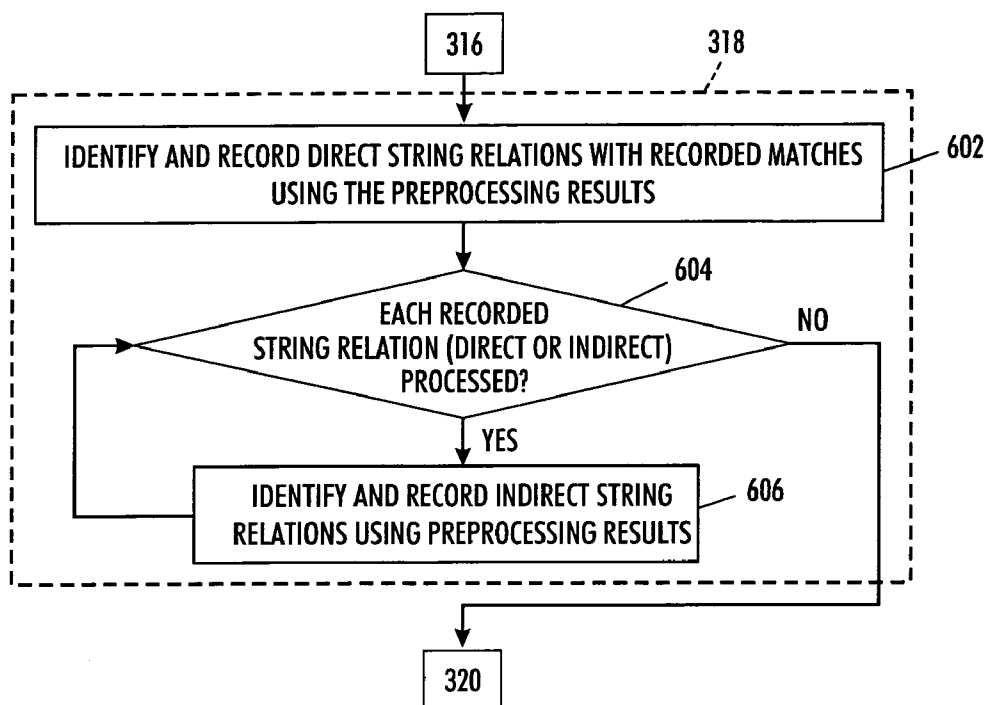 316
318
IDENTIFY AND RECORD DIRECT STRING RELATIONS WITH RECORDED MATCHES
USING THE PREPROCESSING RESULTS
602
604
EACH RECORDED
STRING RELATION (DIRECT OR INDIRECT)
PROCESSED?
NO
YES
IDENTIFY AND RECORD INDIRECT STRING
RELATIONS USING PREPROCESSING RESULTS
606
320